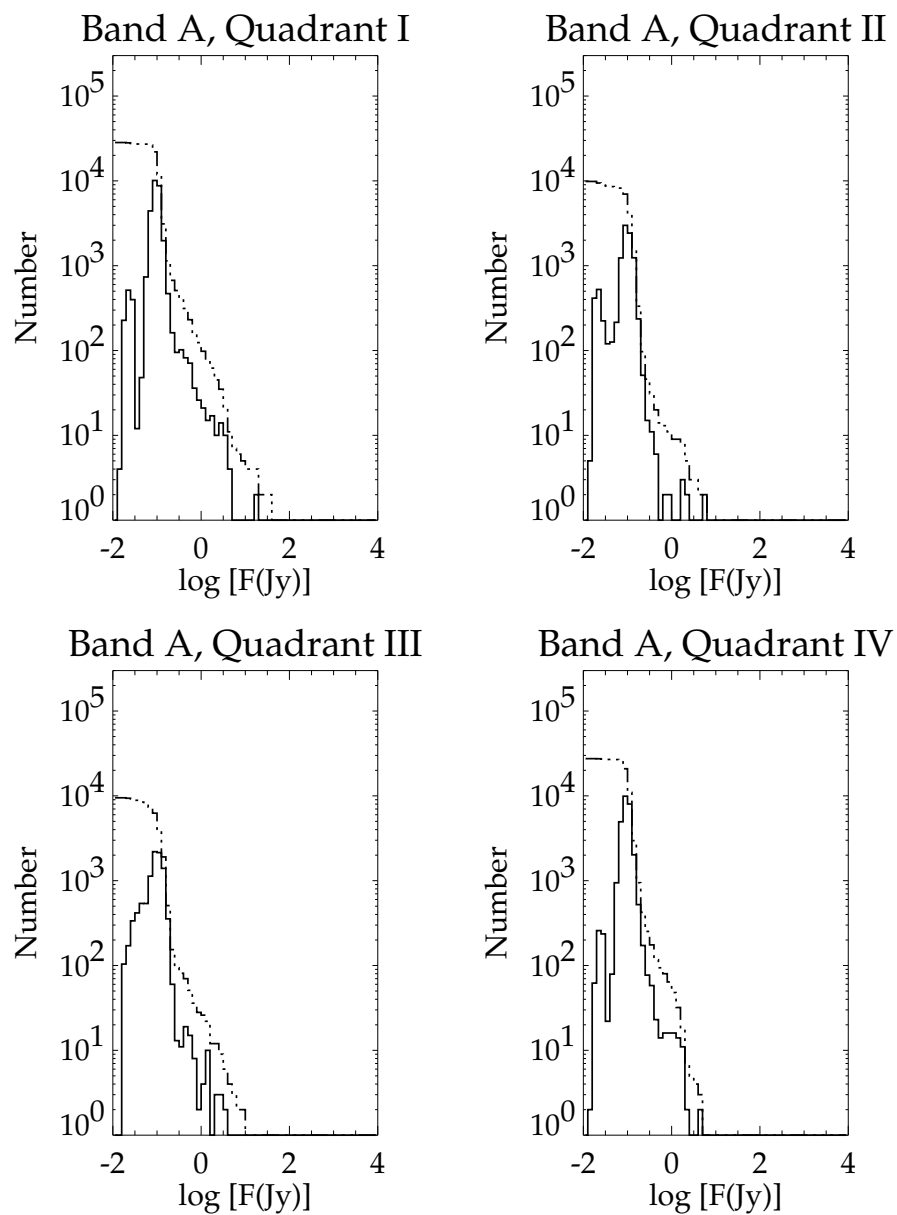 Band A, Quadrant I
10^5
10^4
10^3
10^2
10^1
10^0
Number
-2 0 2 4
log [F(Jy)]
Band A, Quadrant II
10^5
10^4
10^3
10^2
10^1
10^0
Number
-2 0 2 4
log [F(Jy)]
Band A, Quadrant III
10^5
10^4
10^3
10^2
10^1
10^0
Number
-2 0 2 4
log [F(Jy)]
Band A, Quadrant IV
10^5
10^4
10^3
10^2
10^1
10^0
Number
-2 0 2 4
log [F(Jy)]